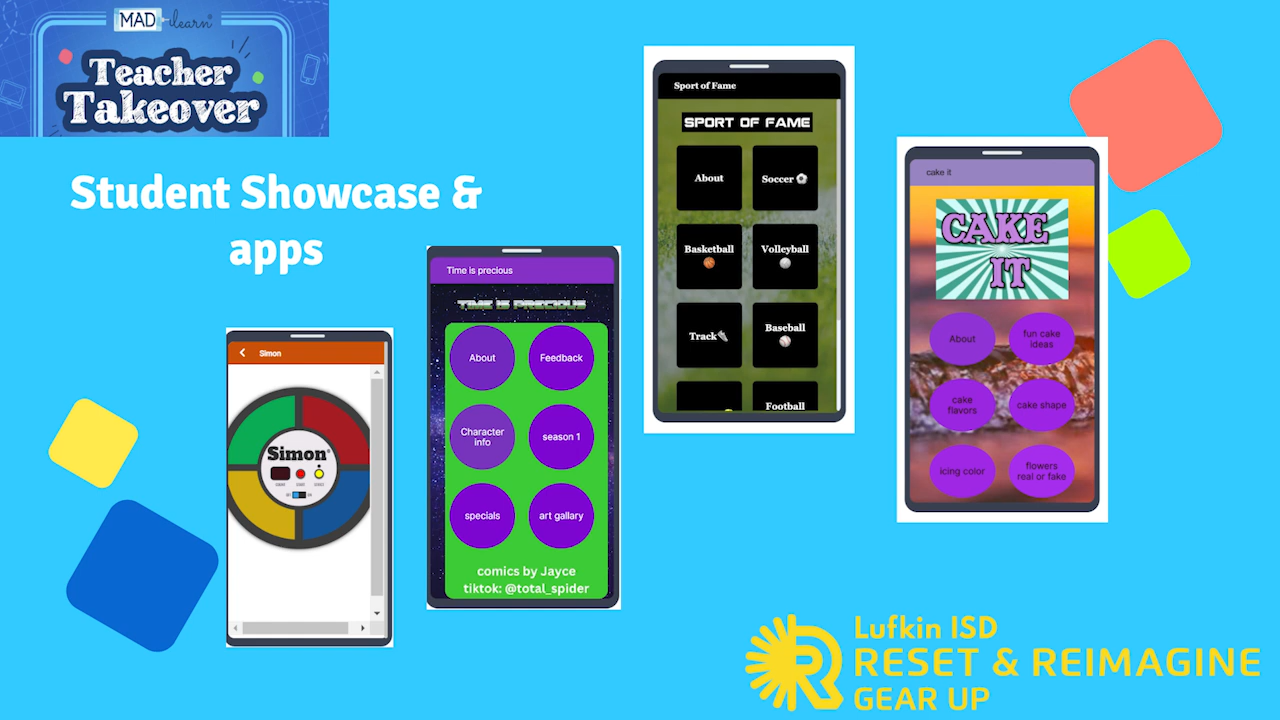 MAD-learn
Teacher
Takeover
Student Showcase &
apps
Simon
Simon
Time is precious
TIME IS PRECIOUS
About
Feedback
Character
Info
season 1
specials
art gallary
comics by Jayce
tiktok: @total_spider
Sport of Fame
SPORT OF FAME
About
Soccer ⚽
Basketball
🏀
Volleyball
🏐
Track
Baseball
⚾
Football
cake it
CAKE
IT
About
fun cake
ideas
cake
flavors
cake shape
icing color
flowers
real or fake
Lufkin ISD
RESET & REIMAGINE
GEAR UP